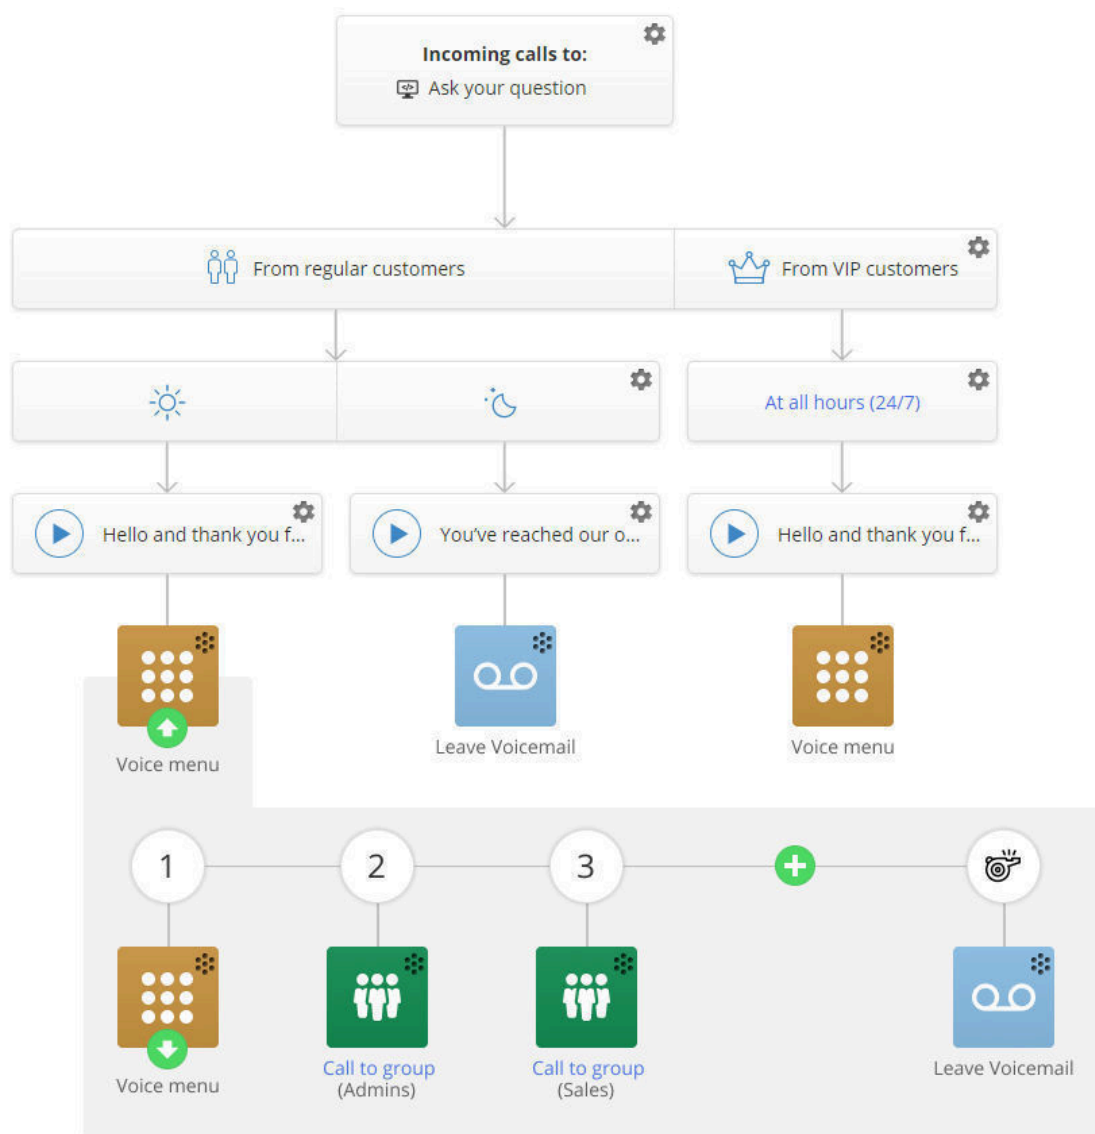 Incoming calls to:
Ask your question
From regular customers
From VIP customers
At all hours (24/7)
Hello and thank you f...
You've reached our o...
Hello and thank you f...
Voice menu
Leave Voicemail
Voice menu
1
2
3
Voice menu
Call to group
(Admins)
Call to group
(Sales)
Leave Voicemail